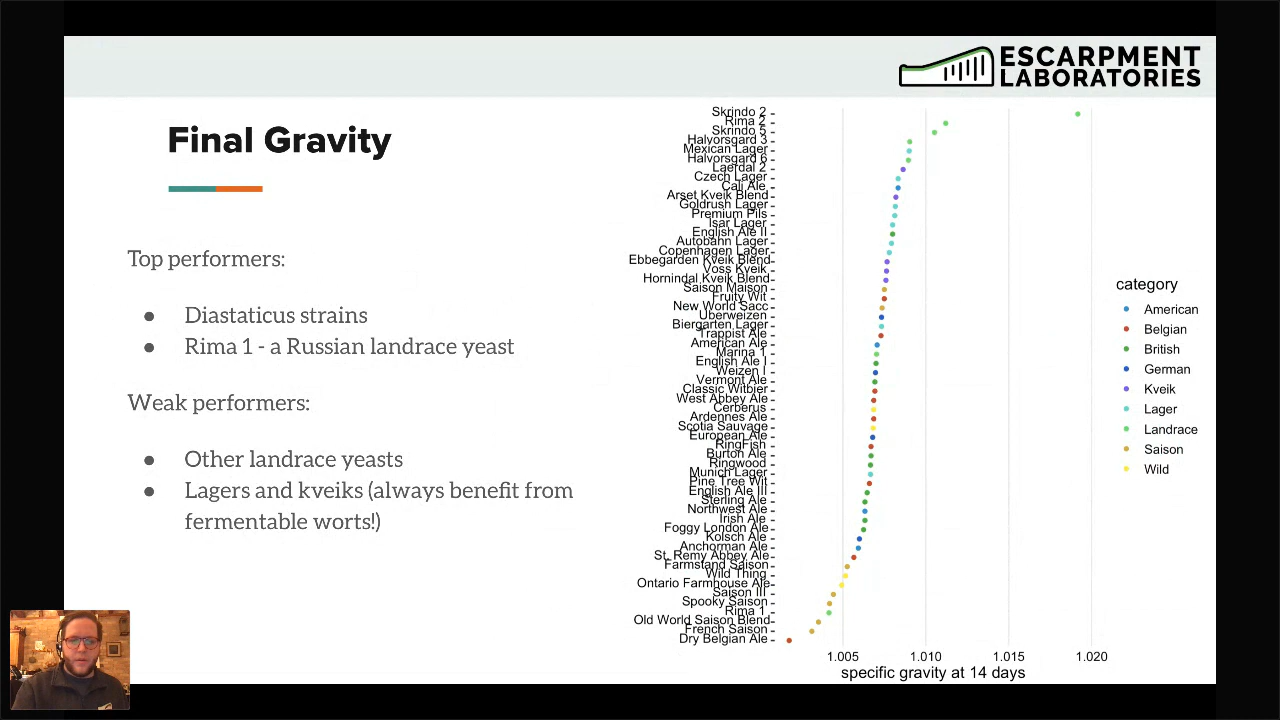 ESCARPMENT
LABORATORIES
Final Gravity
Top performers:
● Diastaticus strains
● Rima 1 - a Russian landrace yeast
Weak performers:
● Other landrace yeasts
● Lagers and kveiks (always benefit from
fermentable worts!)
Skrindo 2
Rima 2
Skrindo 5
Halvorsgard 3
Mexican Lager
Halvorsgard 6
Laerdal 2
Czech Lager
Cali Ale
Arset Kveik Blend
Goldrush Lager
Premium Pils
Isar Lager
English Ale II
Autobahn Lager
Copenhagen Lager
Ebbegarden Kveik Blend
Voss Kveik
Hornindal Kveik Blend
Saison Maison
Fruity Wit
New World Sacc
Uberweizen
Biergarten Lager
Trappist Ale
American Ale
Marina 1
English Ale I
Weizen I
Vermont Ale
Classic Witbier
West Abbey Ale
Cerberus
Ardennes Ale
Scotia Sauvage
European Ale
RingFish
Burton Ale
Ringwood
Munich Lager
Pine Tree Wit
English Ale III
Sterling Ale
Northwest Ale
Irish Ale
Foggy London Ale
Kolsch Ale
Anchorman Ale
St. Remy Abbey Ale
Farmstand Saison
Wild Thing
Ontario Farmhouse Ale
Saison III
Spooky Saison
Rima 1
Old World Saison Blend
French Saison
Dry Belgian Ale
1.005 1.010 1.015 1.020
specific gravity at 14 days
category
American
Belgian
British
German
Kveik
Lager
Landrace
Saison
Wild